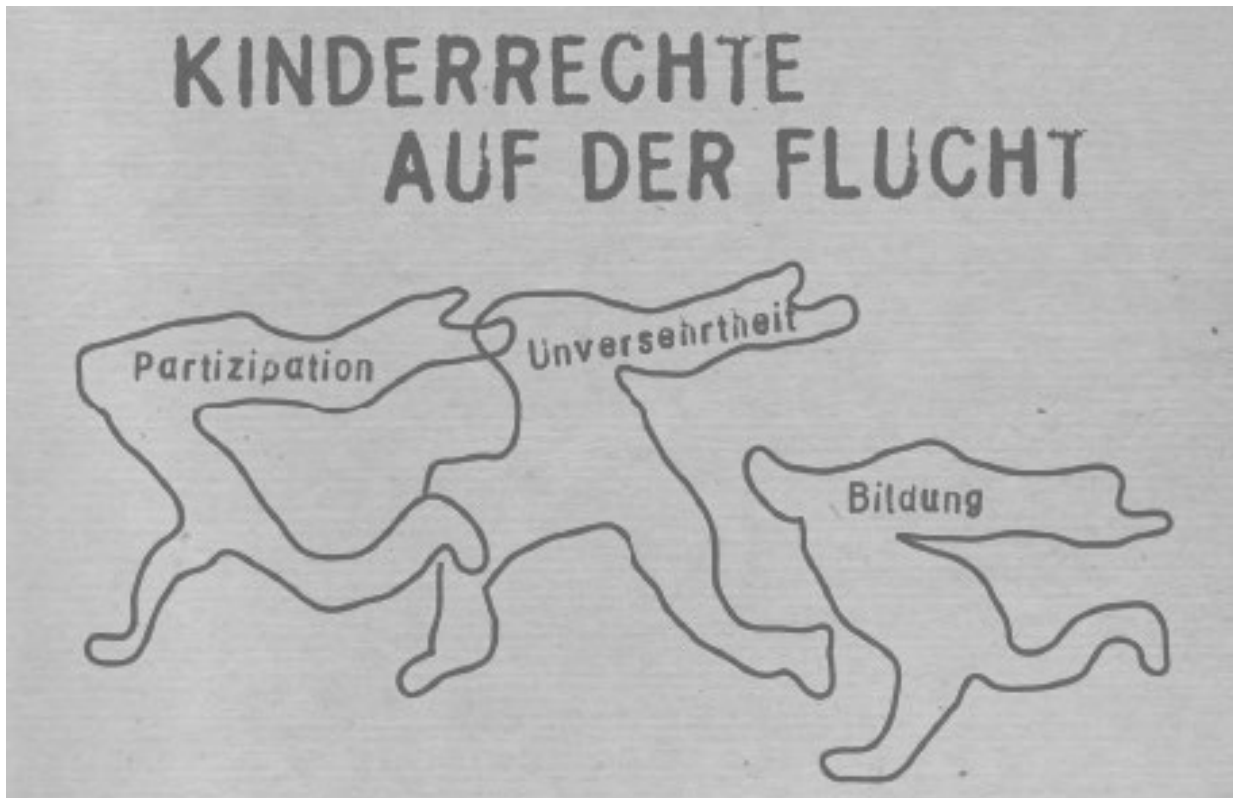 KINDERRECHTE
AUF DER FLUCHT
Partizipation
Unversehrtheit
Bildung